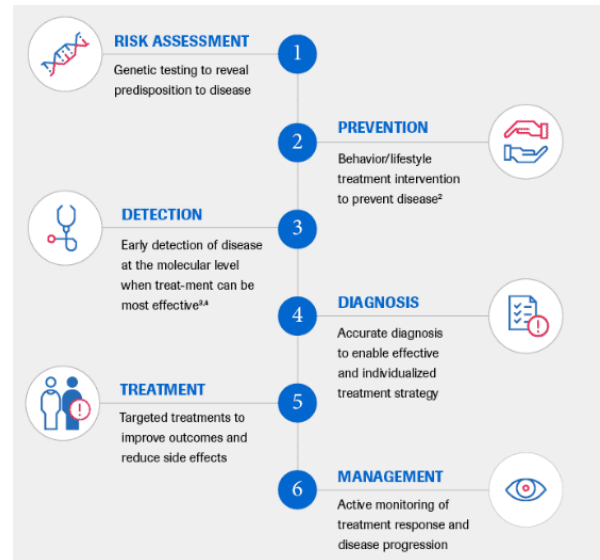 RISK ASSESSMENT
1
Genetic testing to reveal
predisposition to disease
PREVENTION
2
Behavior/lifestyle
treatment intervention
to prevent disease²
DETECTION
3
Early detection of disease
at the molecular level
when treat-ment can be
most effective³,⁴
DIAGNOSIS
4
Accurate diagnosis
to enable effective
and individualized
treatment strategy
TREATMENT
5
Targeted treatments to
improve outcomes and
reduce side effects
MANAGEMENT
6
Active monitoring of
treatment response and
disease progression